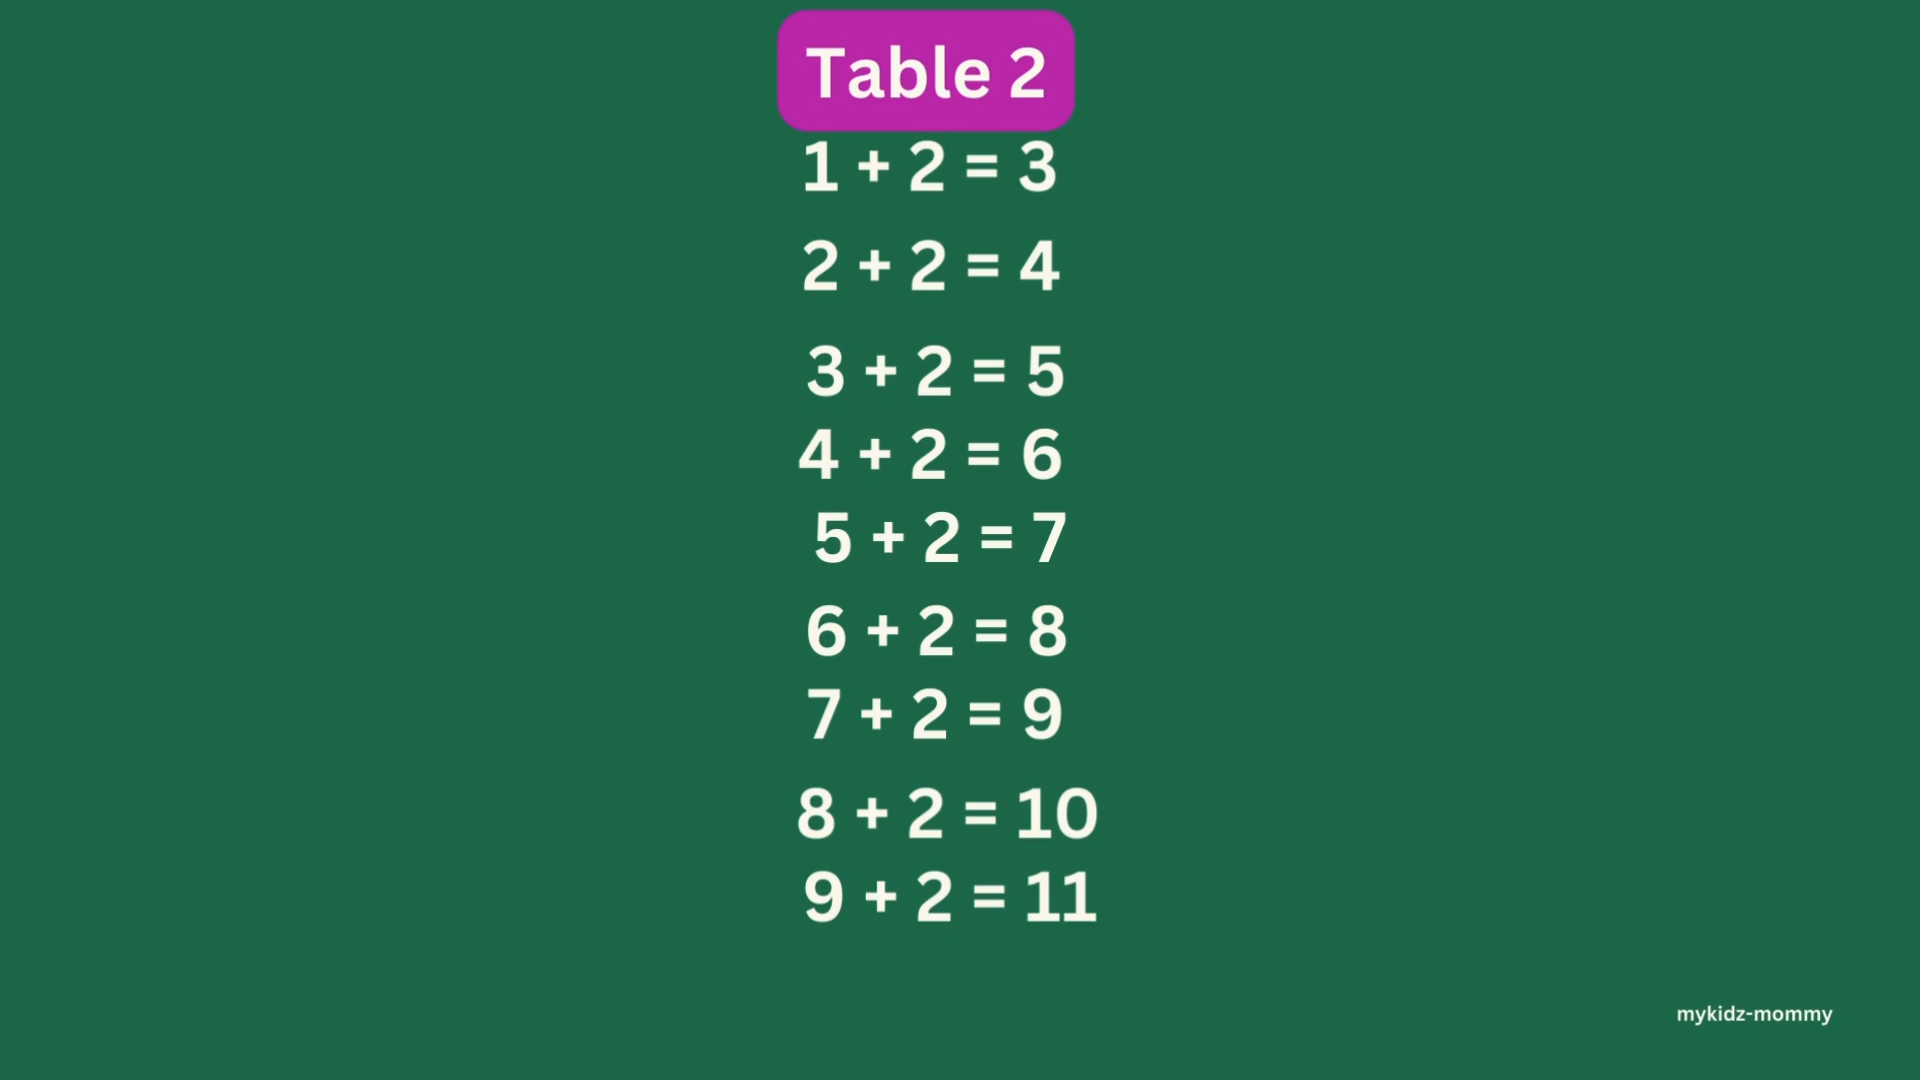 Table 2
1 + 2 = 3
2 + 2 = 4
3 + 2 = 5
4 + 2 = 6
5 + 2 = 7
6 + 2 = 8
7 + 2 = 9
8 + 2 = 10
9 + 2 = 11
mykidz-mommy